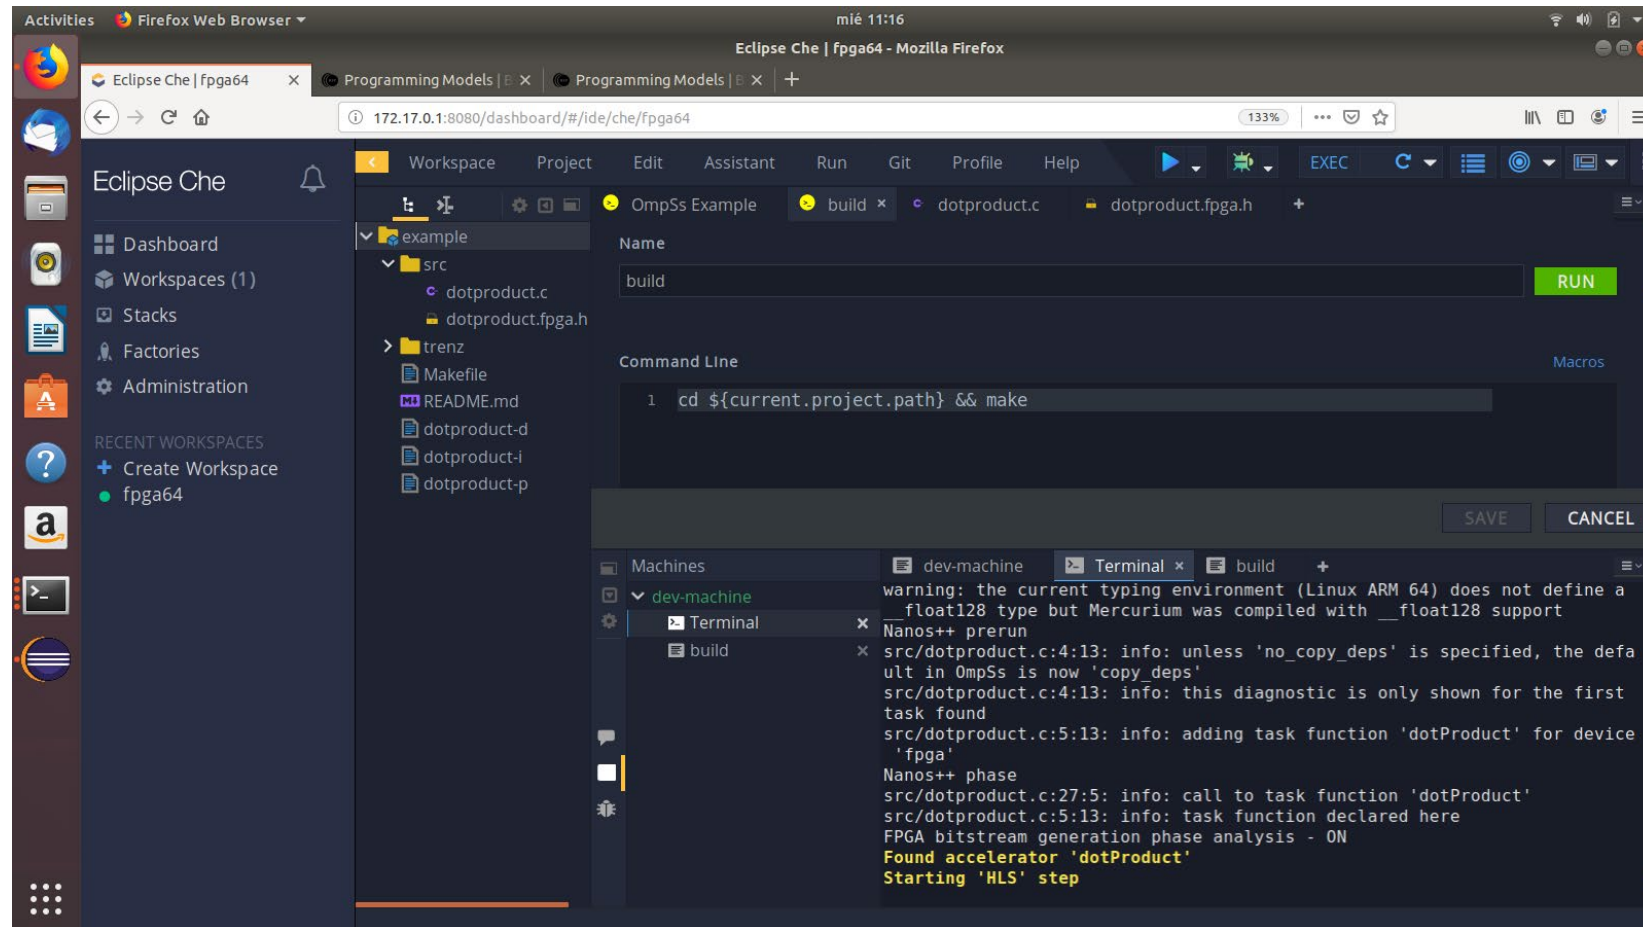 Activities Firefox Web Browser mié 11:16
Eclipse Che | fpga64 - Mozilla Firefox
Eclipse Che | fpga64 Programming Models | B Programming Models | B
172.17.0.1:8080/dashboard/#/ide/che/fpga64 133%
Eclipse Che
Dashboard
Workspaces (1)
Stacks
Factories
Administration
RECENT WORKSPACES
Create Workspace
fpga64
Workspace Project Edit Assistant Run Git Profile Help EXEC
example
src
dotproduct.c
dotproduct.fpga.h
trenz
Makefile
README.md
dotproduct-d
dotproduct-i
dotproduct-p
OmpSs Example build dotproduct.c dotproduct.fpga.h
Name
build RUN
Command LIne Macros
1 cd ${current.project.path} && make
SAVE CANCEL
Machines
dev-machine
Terminal
build
dev-machine Terminal build
warning: the current typing environment (Linux ARM 64) does not define a
__float128 type but Mercurium was compiled with __float128 support
Nanos++ prerun
src/dotproduct.c:4:13: info: unless 'no_copy_deps' is specified, the defa
ult in OmpSs is now 'copy_deps'
src/dotproduct.c:4:13: info: this diagnostic is only shown for the first
task found
src/dotproduct.c:5:13: info: adding task function 'dotProduct' for device
'fpga'
Nanos++ phase
src/dotproduct.c:27:5: info: call to task function 'dotProduct'
src/dotproduct.c:5:13: info: task function declared here
FPGA bitstream generation phase analysis - ON
Found accelerator 'dotProduct'
Starting 'HLS' step